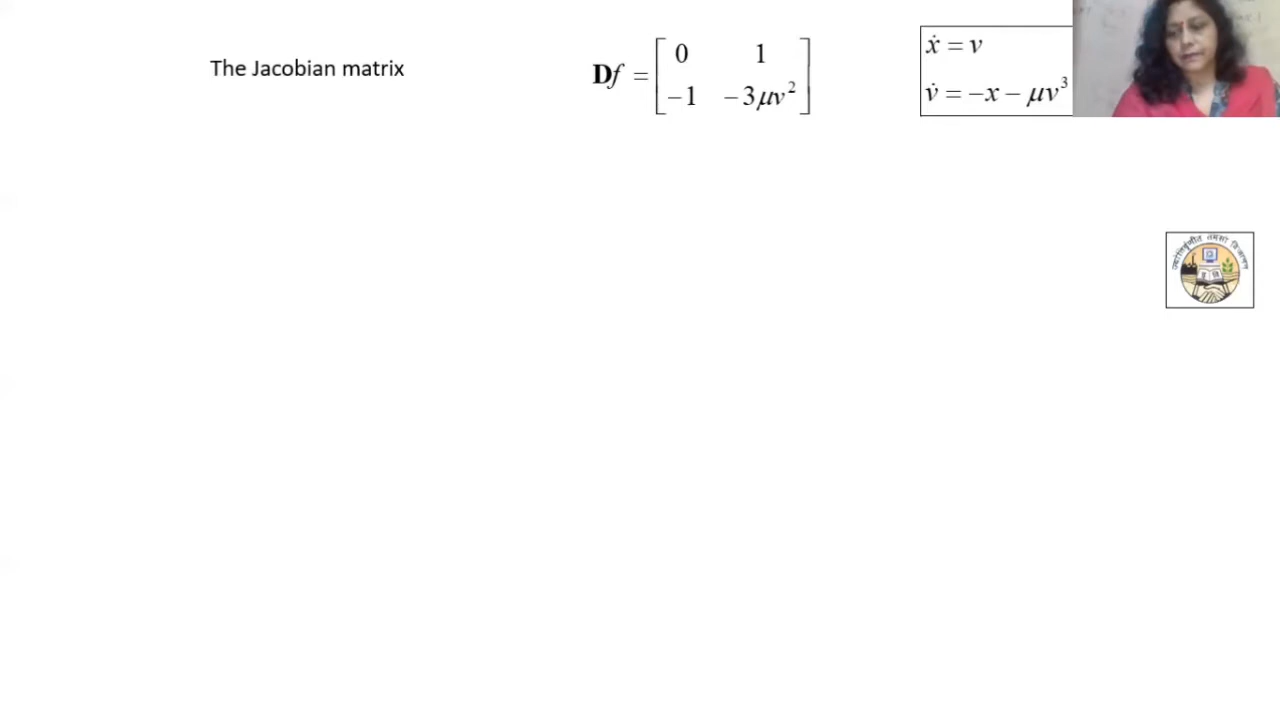 The Jacobian matrix
Df = [ 0 1
−1 −3μv² ]
ẋ = v
v̇ = −x − μv³